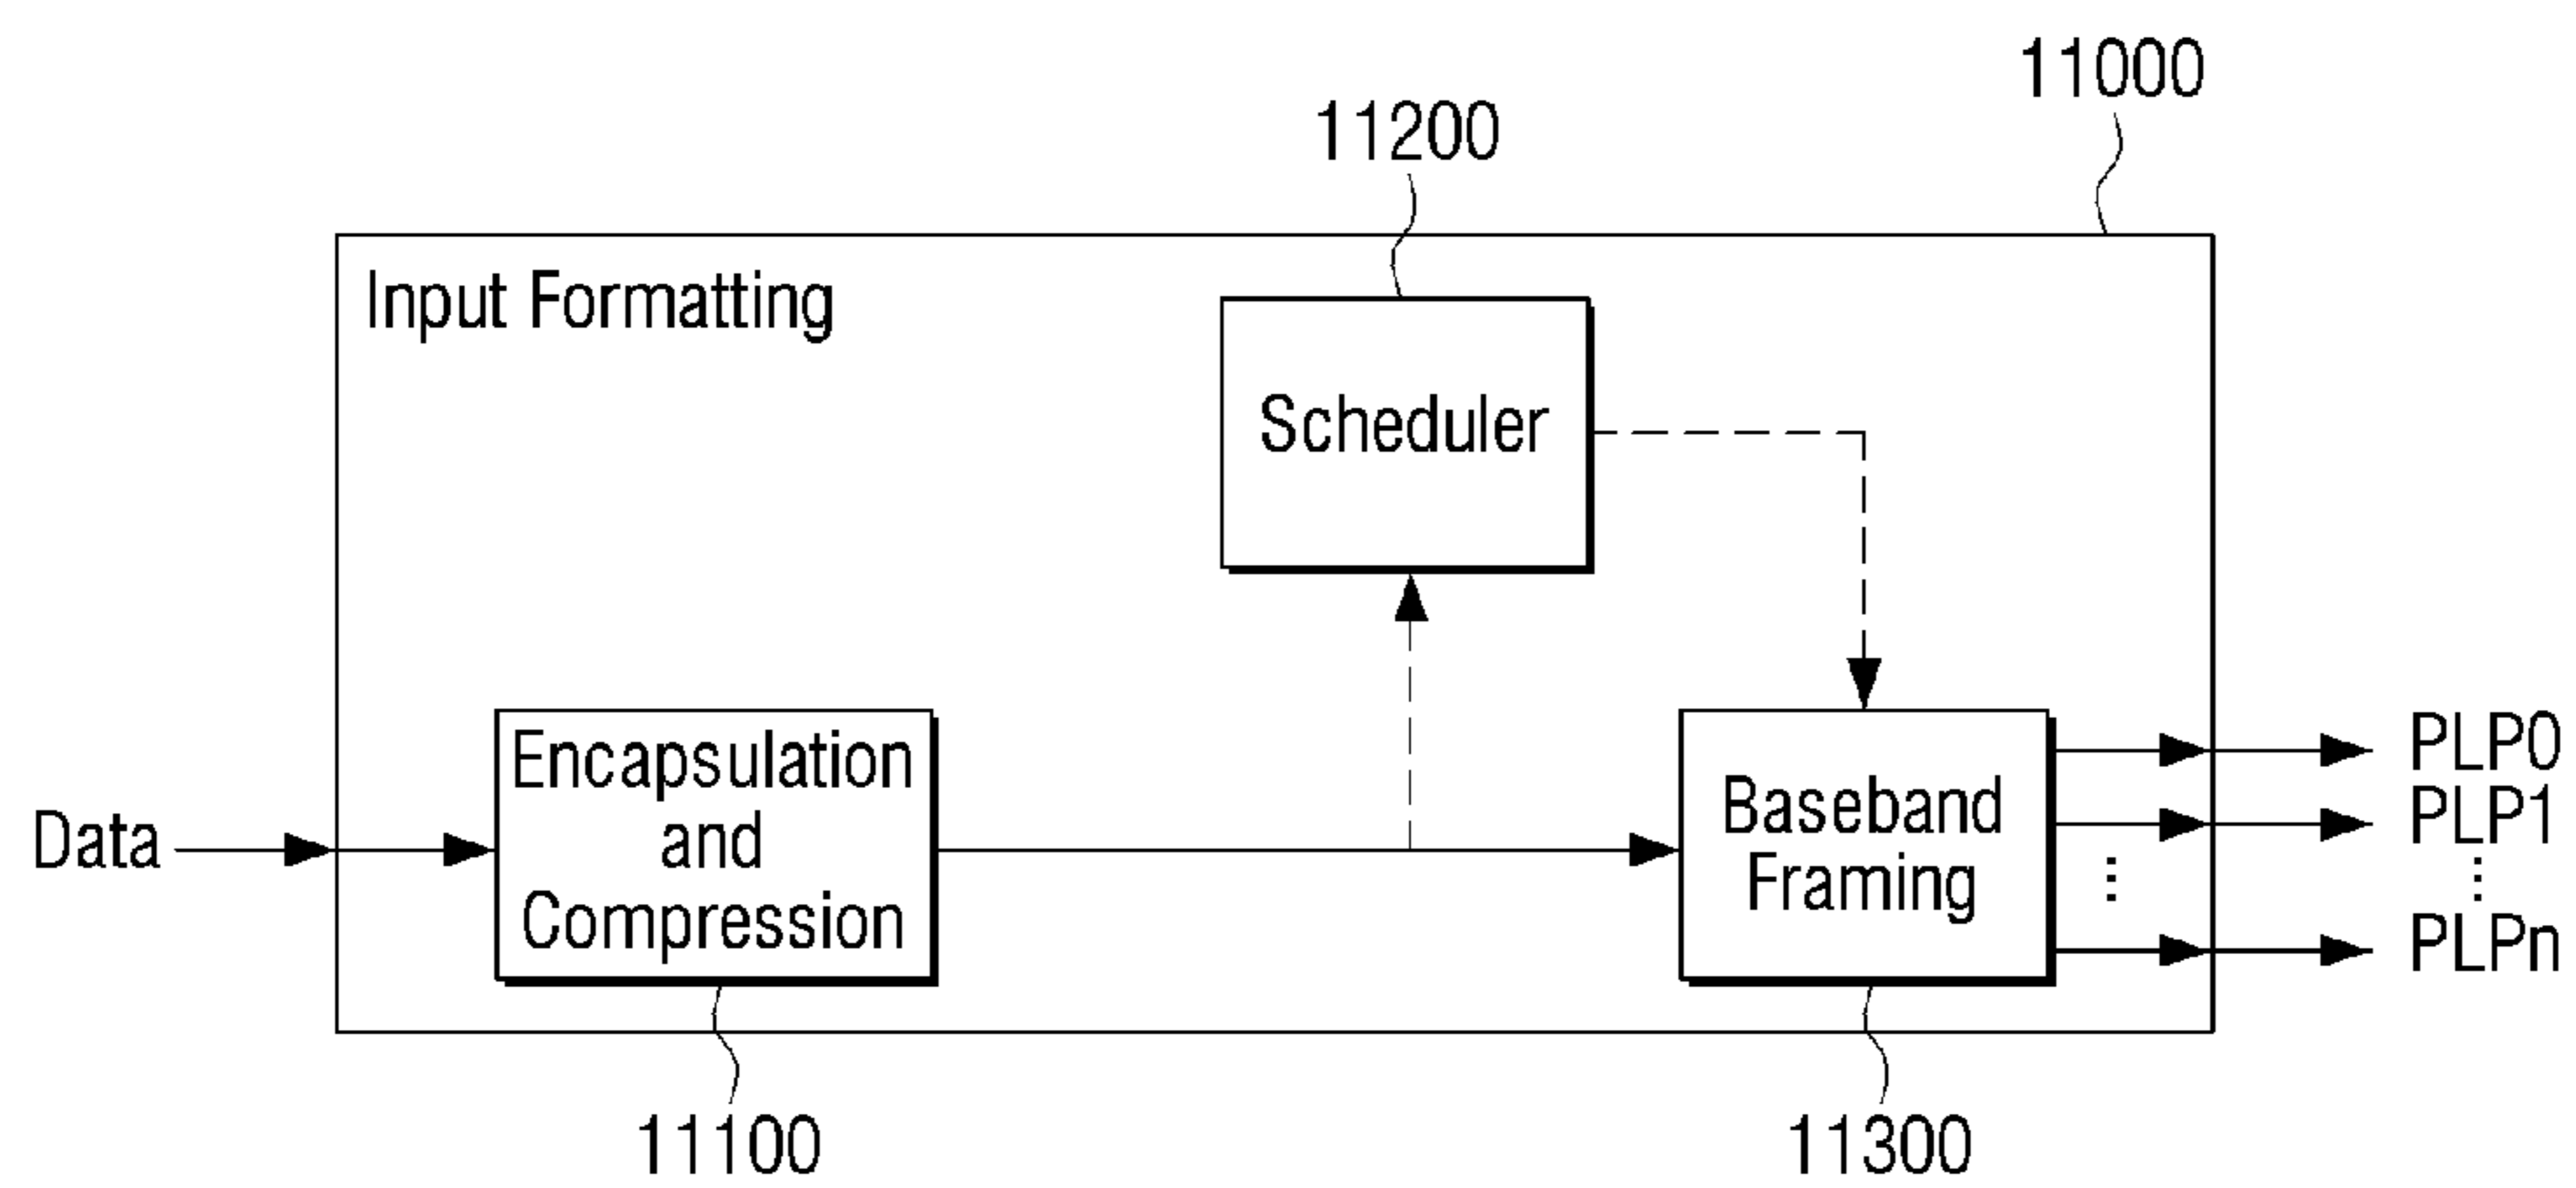 11000
11200
Input Formatting
Scheduler
Encapsulation
and
Compression
Data
Baseband
Framing
PLP0
PLP1
⋮
⋮
PLPn
11100
11300